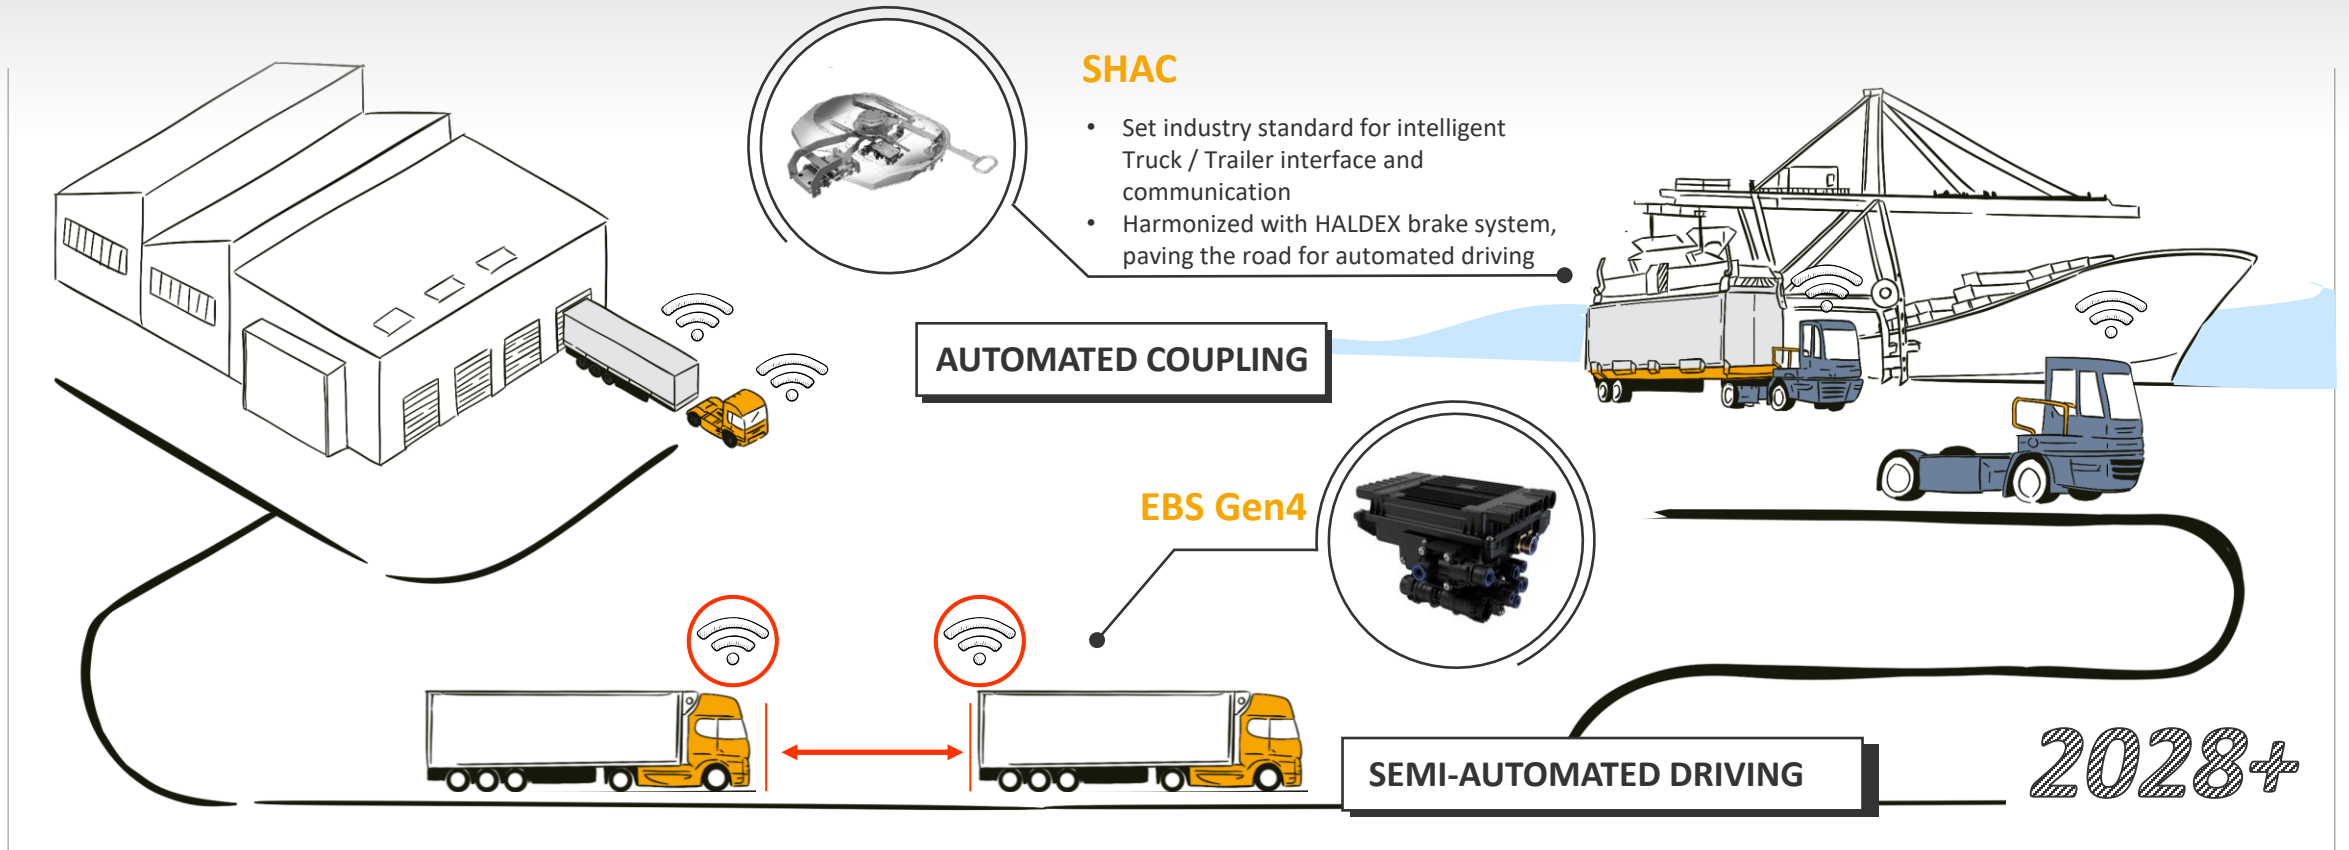 SHAC
• Set industry standard for intelligent
Truck / Trailer interface and
communication
• Harmonized with HALDEX brake system,
paving the road for automated driving
AUTOMATED COUPLING
EBS Gen4
SEMI-AUTOMATED DRIVING
2028+